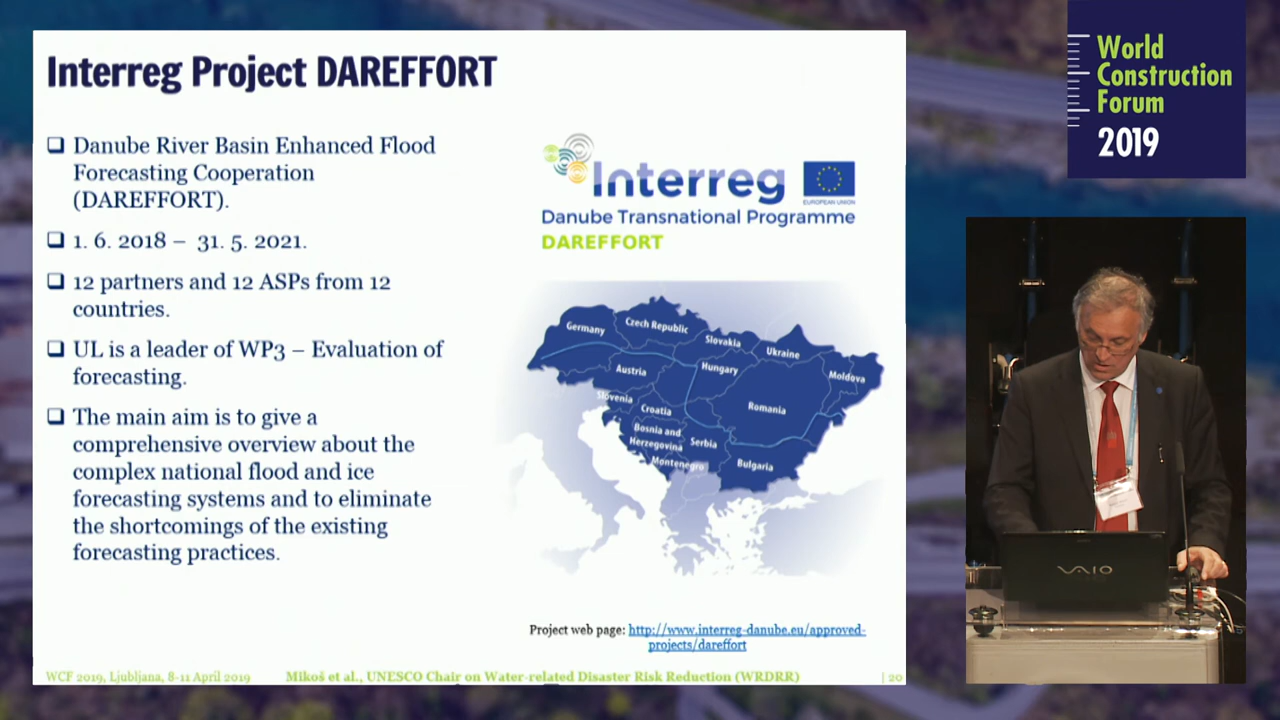 Interreg Project DAREFFORT
❑ Danube River Basin Enhanced Flood
Forecasting Cooperation
(DAREFFORT).
❑ 1. 6. 2018 – 31. 5. 2021.
❑ 12 partners and 12 ASPs from 12
countries.
❑ UL is a leader of WP3 – Evaluation of
forecasting.
❑ The main aim is to give a
comprehensive overview about the
complex national flood and ice
forecasting systems and to eliminate
the shortcomings of the existing
forecasting practices.
Interreg
EUROPEAN UNION
Danube Transnational Programme
DAREFFORT
Germany
Czech Republic
Slovakia
Ukraine
Austria
Hungary
Moldova
Slovenia
Croatia
Romania
Bosnia and
Herzegovina
Serbia
Montenegro
Bulgaria
Project web page: http://www.interreg-danube.eu/approved-
projects/dareffort
WCF 2019, Ljubljana, 8-11 April 2019
Mikoš et al., UNESCO Chair on Water-related Disaster Risk Reduction (WRDRR)
| 20
World
Construction
Forum
2019
VAIO